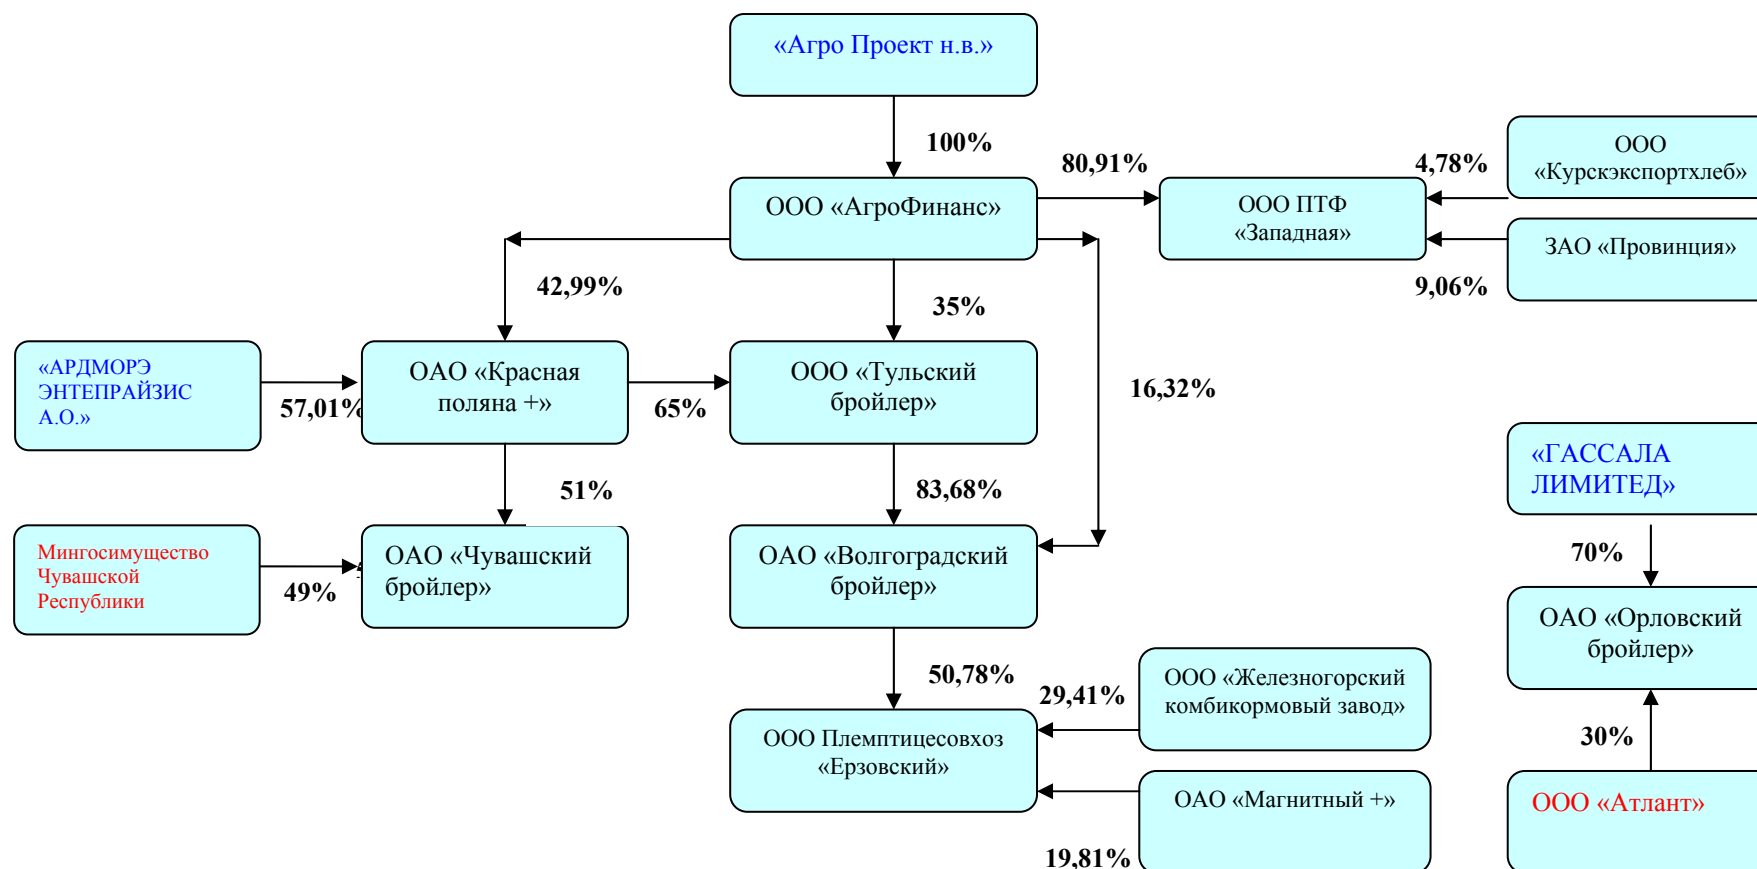 «Агро Проект н.в.»
100%
ООО «АгроФинанс»
80,91%
ООО ПТФ
«Западная»
4,78%
ООО
«Курскэкспортхлеб»
ЗАО «Провинция»
9,06%
42,99%
35%
16,32%
«АРДМОРЭ
ЭНТЕПРАЙЗИС
А.О.»
57,01%
ОАО «Красная
поляна +»
65%
ООО «Тульский
бройлер»
«ГАССАЛА
ЛИМИТЕД»
51%
83,68%
70%
Мингосимущество
Чувашской
Республики
49%
ОАО «Чувашский
бройлер»
ОАО «Волгоградский
бройлер»
ОАО «Орловский
бройлер»
50,78%
29,41%
ООО «Железногорский
комбикормовый завод»
ООО Племптицесовхоз
«Ерзовский»
30%
ОАО «Магнитный +»
19,81%
ООО «Атлант»